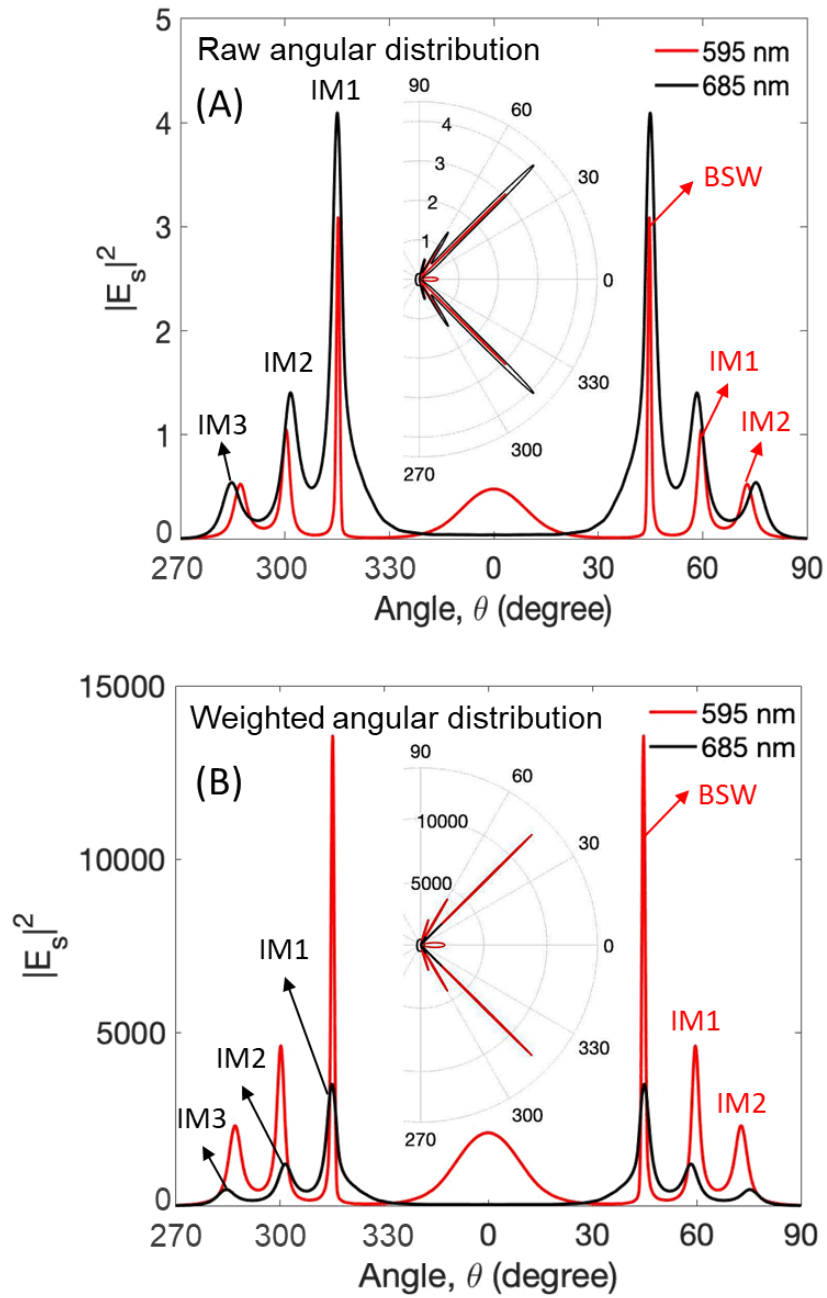 Raw angular distribution
595 nm
685 nm
(A)
IM1
IM2
IM3
BSW
IM1
IM2
90
60
30
0
330
300
270
4
3
2
1
0
5
4
3
2
1
0
|E_s|^2
270 300 330 0 30 60 90
Angle, θ (degree)
Weighted angular distribution
595 nm
685 nm
(B)
BSW
IM1
IM2
IM3
IM1
IM2
90
60
30
0
330
300
270
10000
5000
0
15000
10000
5000
0
|E_s|^2
270 300 330 0 30 60 90
Angle, θ (degree)